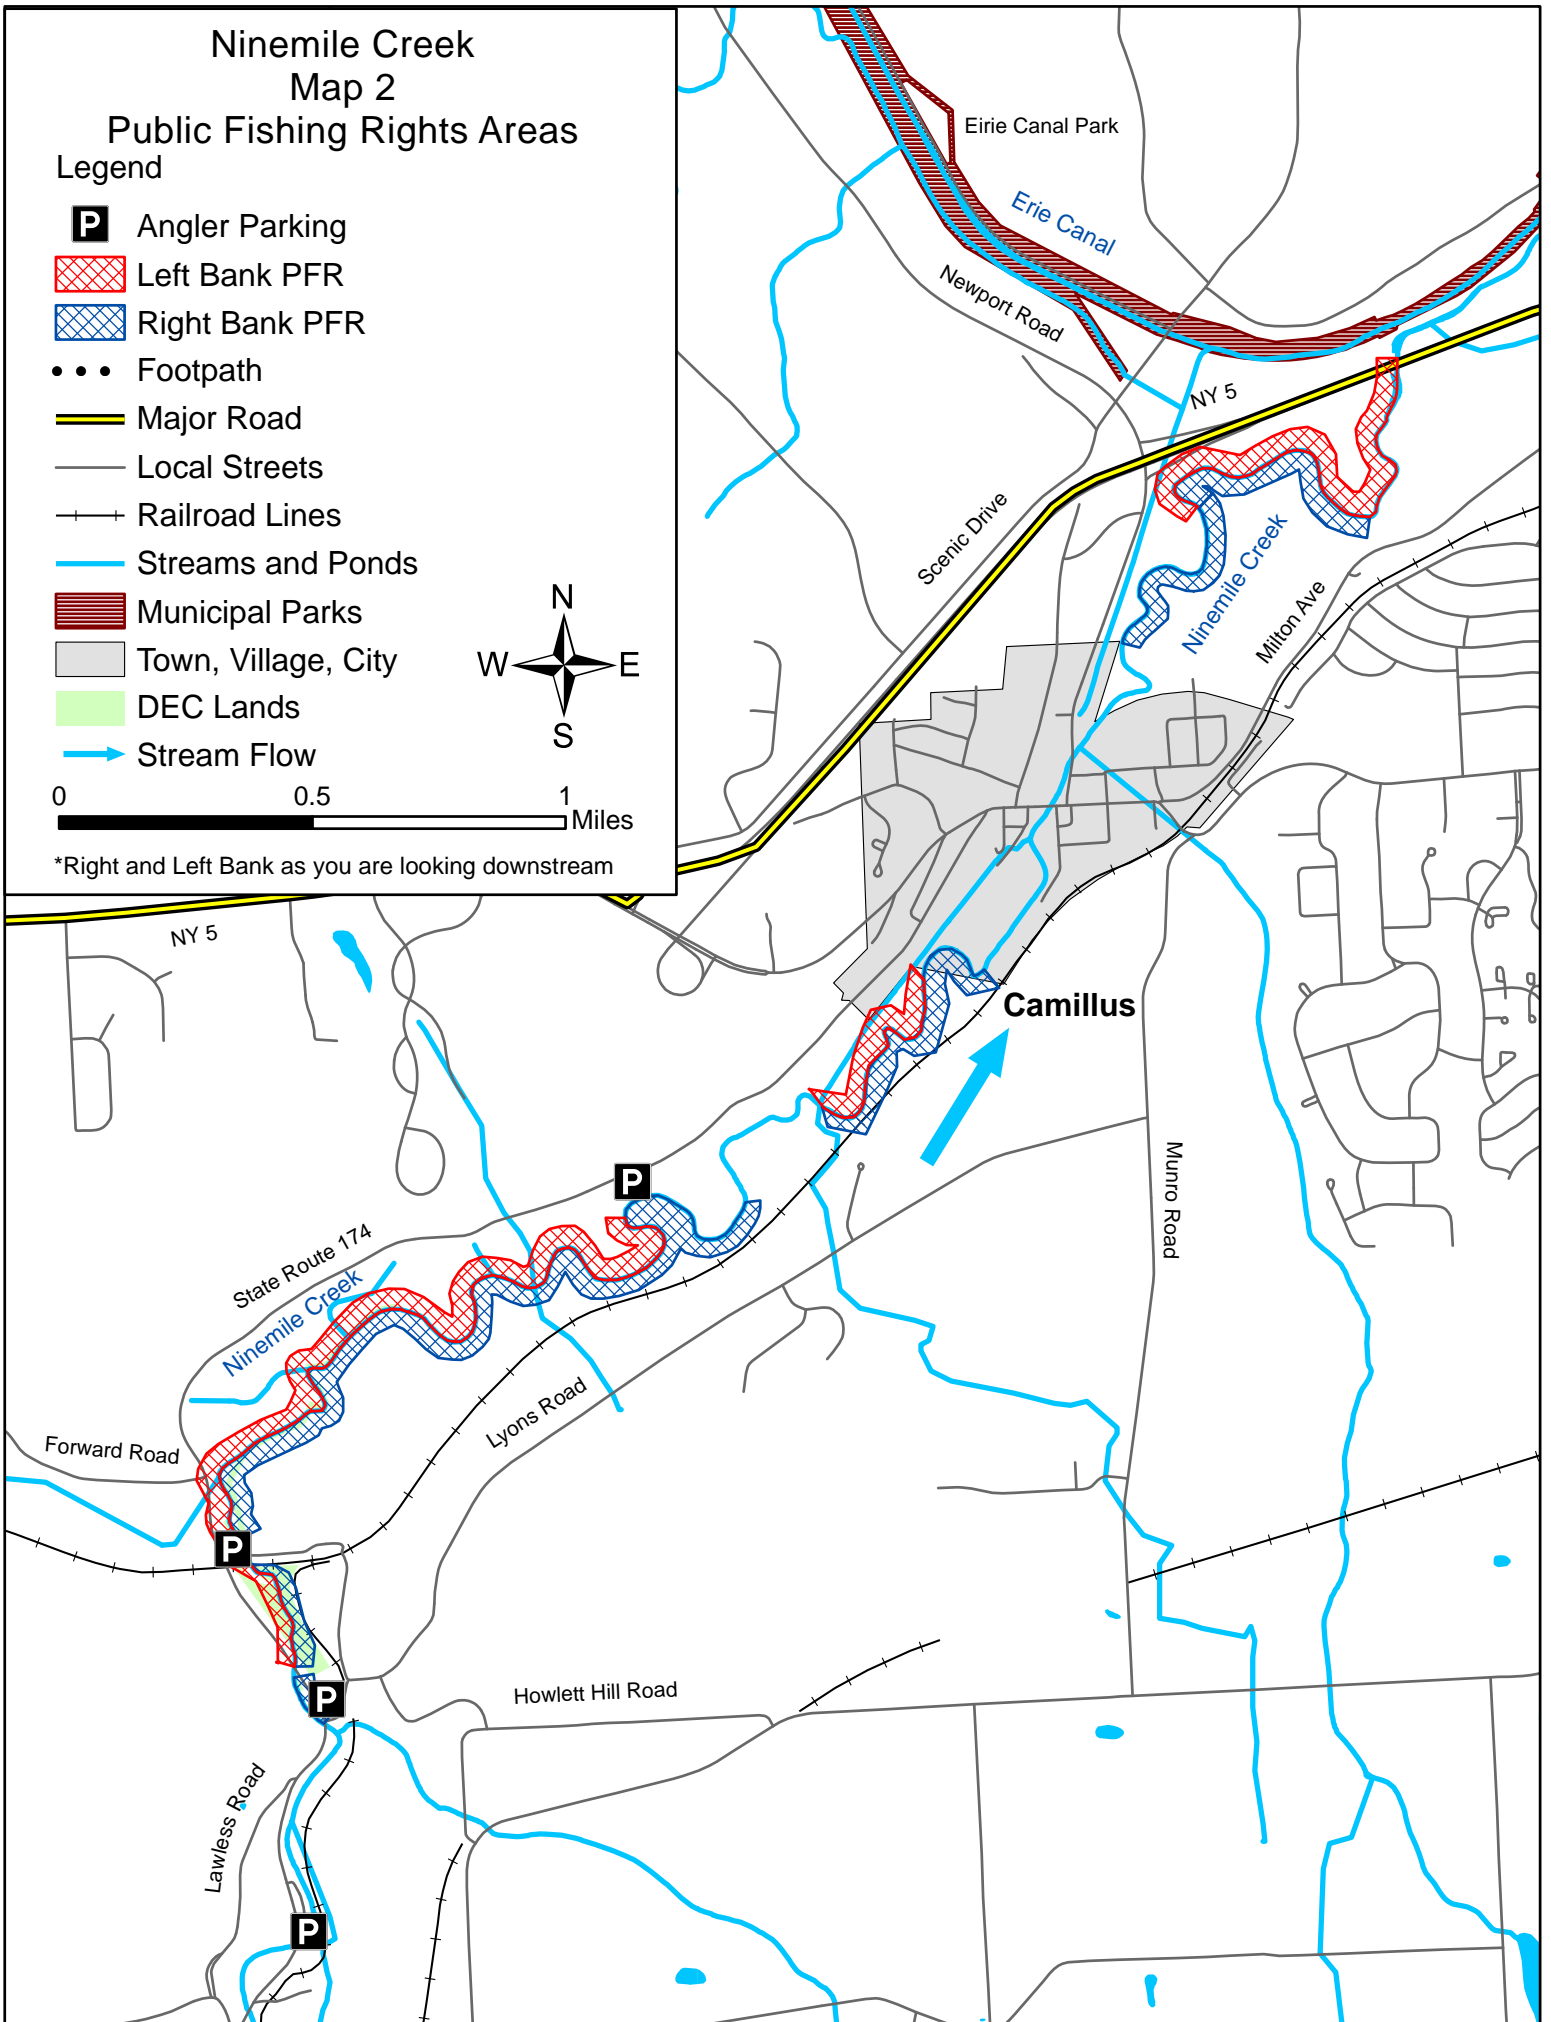 Ninemile Creek
Map 2
Public Fishing Rights Areas
Legend
P Angler Parking
Left Bank PFR
Right Bank PFR
Footpath
Major Road
Local Streets
Railroad Lines
Streams and Ponds
Municipal Parks
Town, Village, City
DEC Lands
Stream Flow
N
W E
S
0 0.5 1
Miles
*Right and Left Bank as you are looking downstream
Eirie Canal Park
Erie Canal
Newport Road
NY 5
Scenic Drive
Ninemile Creek
Milton Ave
NY 5
Camillus
Munro Road
P
State Route 174
Ninemile Creek
Lyons Road
Forward Road
P
Howlett Hill Road
P
Lawless Road
P